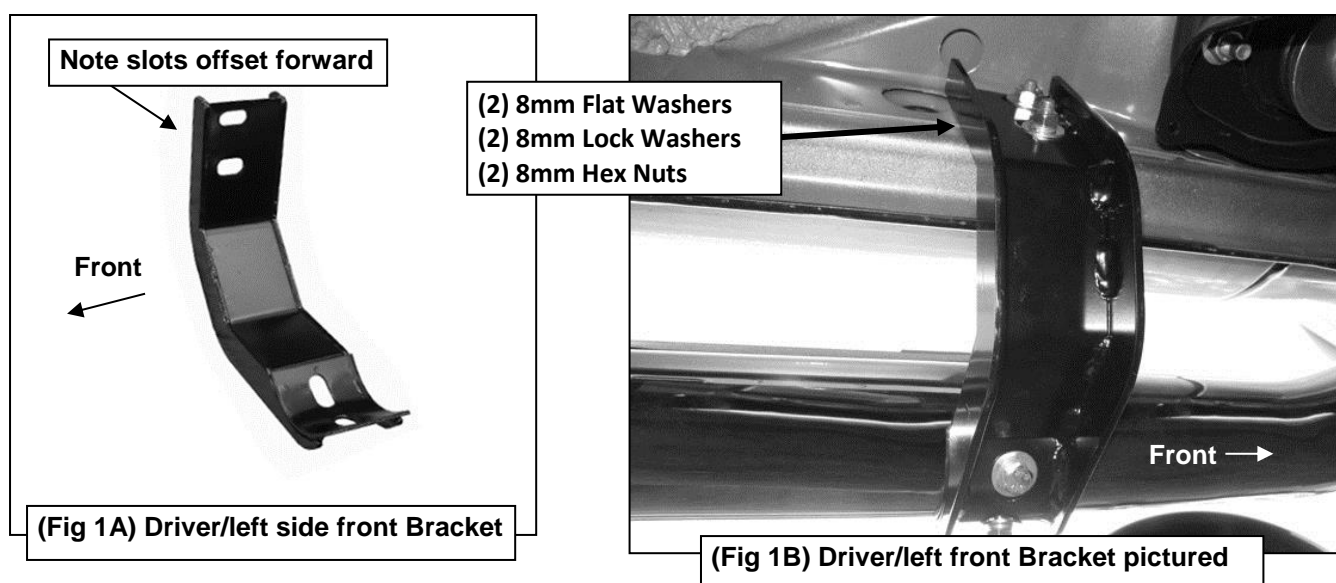 Note slots offset forward
Front
(Fig 1A) Driver/left side front Bracket
(2) 8mm Flat Washers
(2) 8mm Lock Washers
(2) 8mm Hex Nuts
Front
(Fig 1B) Driver/left front Bracket pictured